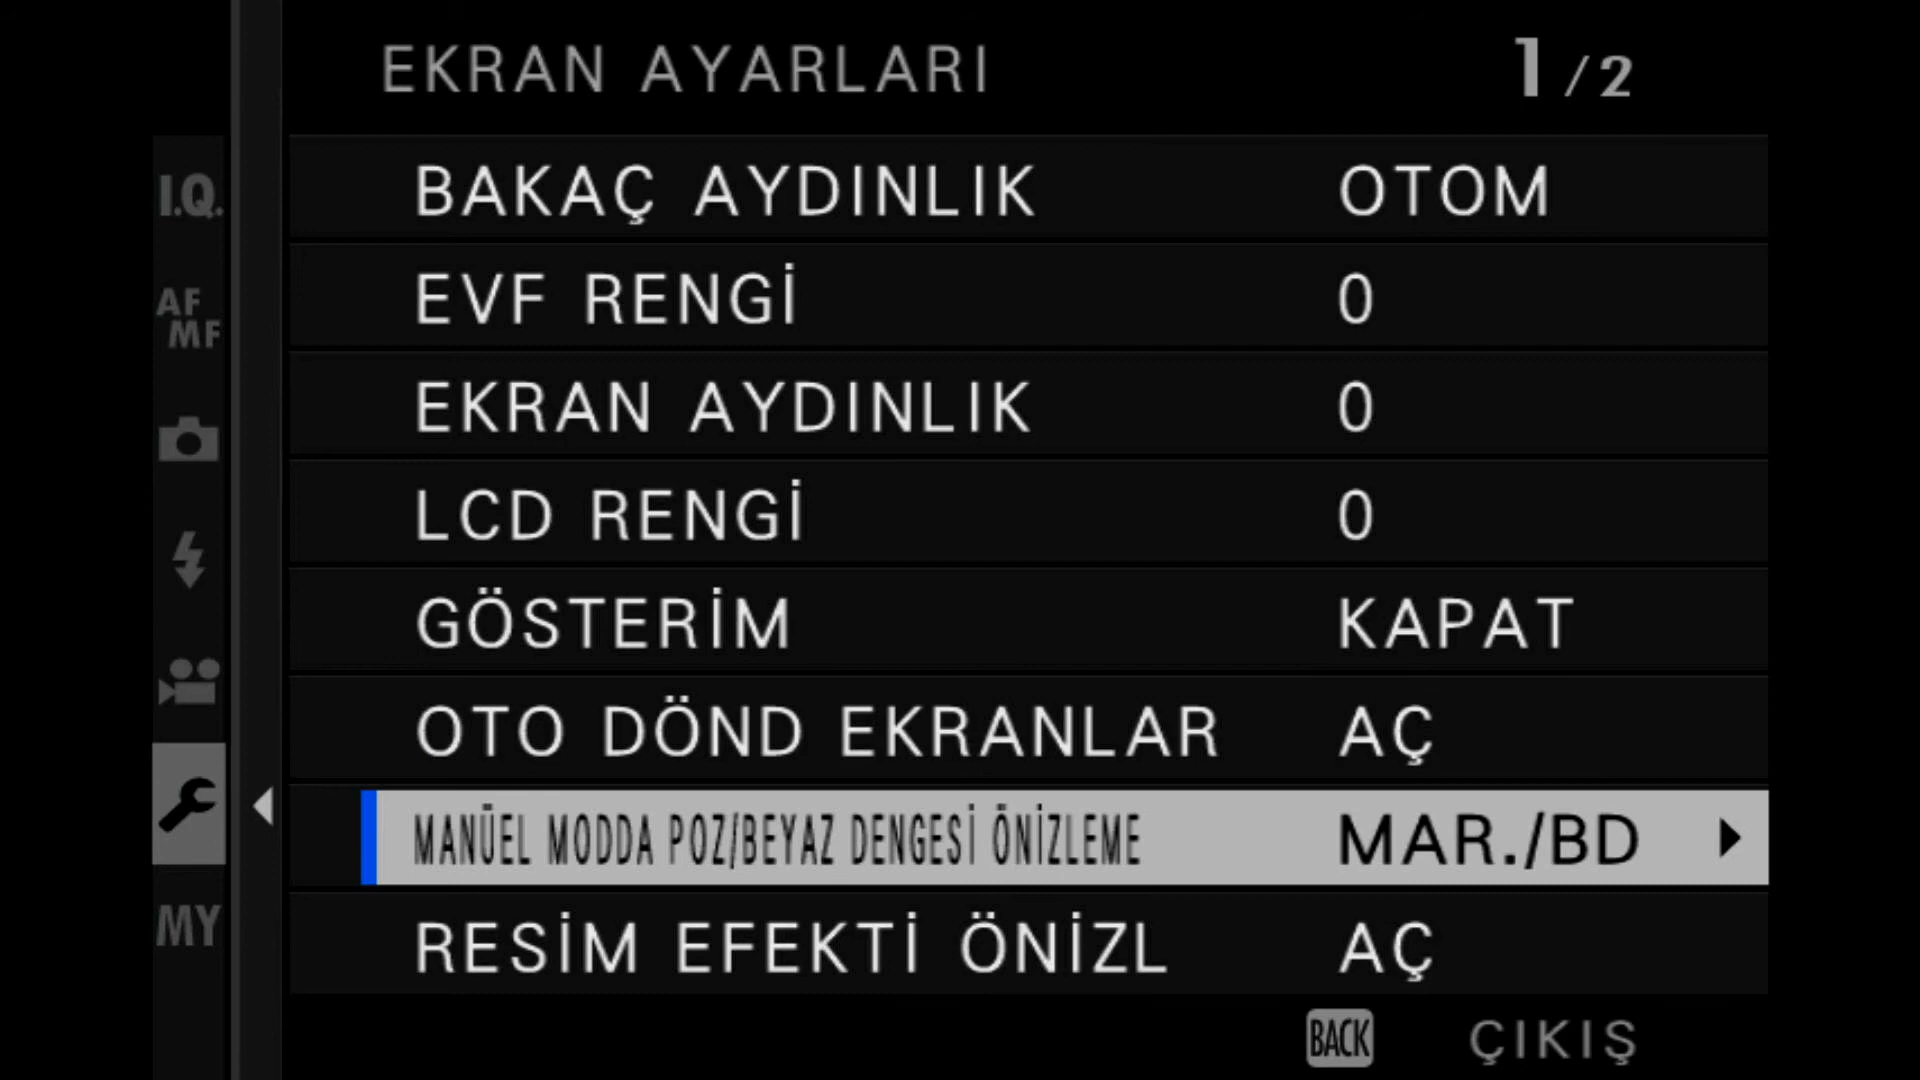 EKRAN AYARLARI 1/2
I.Q.
BAKAÇ AYDINLIK OTOM
EVF RENGİ 0
AF
MF
EKRAN AYDINLIK 0
LCD RENGİ 0
GÖSTERİM KAPAT
OTO DÖND EKRANLAR AÇ
MANÜEL MODDA POZ/BEYAZ DENGESİ ÖNİZLEME MAR./BD
MY
RESİM EFEKTİ ÖNİZL AÇ
BACK ÇIKIŞ